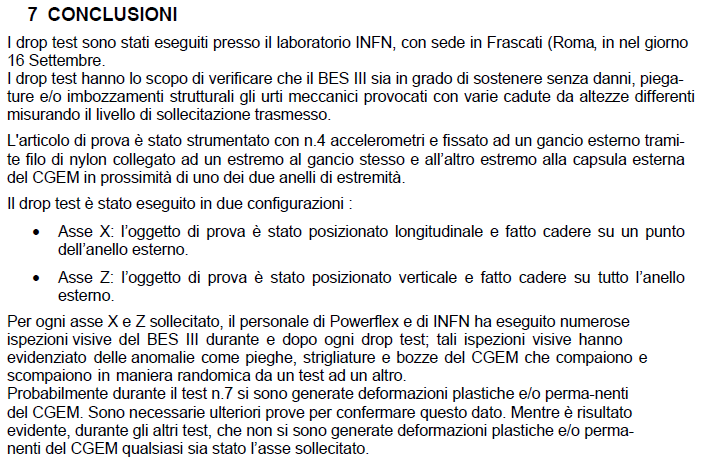 7 CONCLUSIONI
I drop test sono stati eseguiti presso il laboratorio INFN, con sede in Frascati (Roma, in nel giorno
16 Settembre.
I drop test hanno lo scopo di verificare che il BES III sia in grado di sostenere senza danni, piega-
ture e/o imbozzamenti strutturali gli urti meccanici provocati con varie cadute da altezze differenti
misurando il livello di sollecitazione trasmesso.
L'articolo di prova è stato strumentato con n.4 accelerometri e fissato ad un gancio esterno trami-
te filo di nylon collegato ad un estremo al gancio stesso e all’altro estremo alla capsula esterna
del CGEM in prossimità di uno dei due anelli di estremità.
Il drop test è stato eseguito in due configurazioni :
• Asse X: l’oggetto di prova è stato posizionato longitudinale e fatto cadere su un punto
dell’anello esterno.
• Asse Z: l’oggetto di prova è stato posizionato verticale e fatto cadere su tutto l’anello
esterno.
Per ogni asse X e Z sollecitato, il personale di Powerflex e di INFN ha eseguito numerose
ispezioni visive del BES III durante e dopo ogni drop test; tali ispezioni visive hanno
evidenziato delle anomalie come pieghe, strigliature e bozze del CGEM che compaiono e
scompaiono in maniera randomica da un test ad un altro.
Probabilmente durante il test n.7 si sono generate deformazioni plastiche e/o perma-nenti
del CGEM. Sono necessarie ulteriori prove per confermare questo dato. Mentre è risultato
evidente, durante gli altri test, che non si sono generate deformazioni plastiche e/o perma-
nenti del CGEM qualsiasi sia stato l’asse sollecitato.